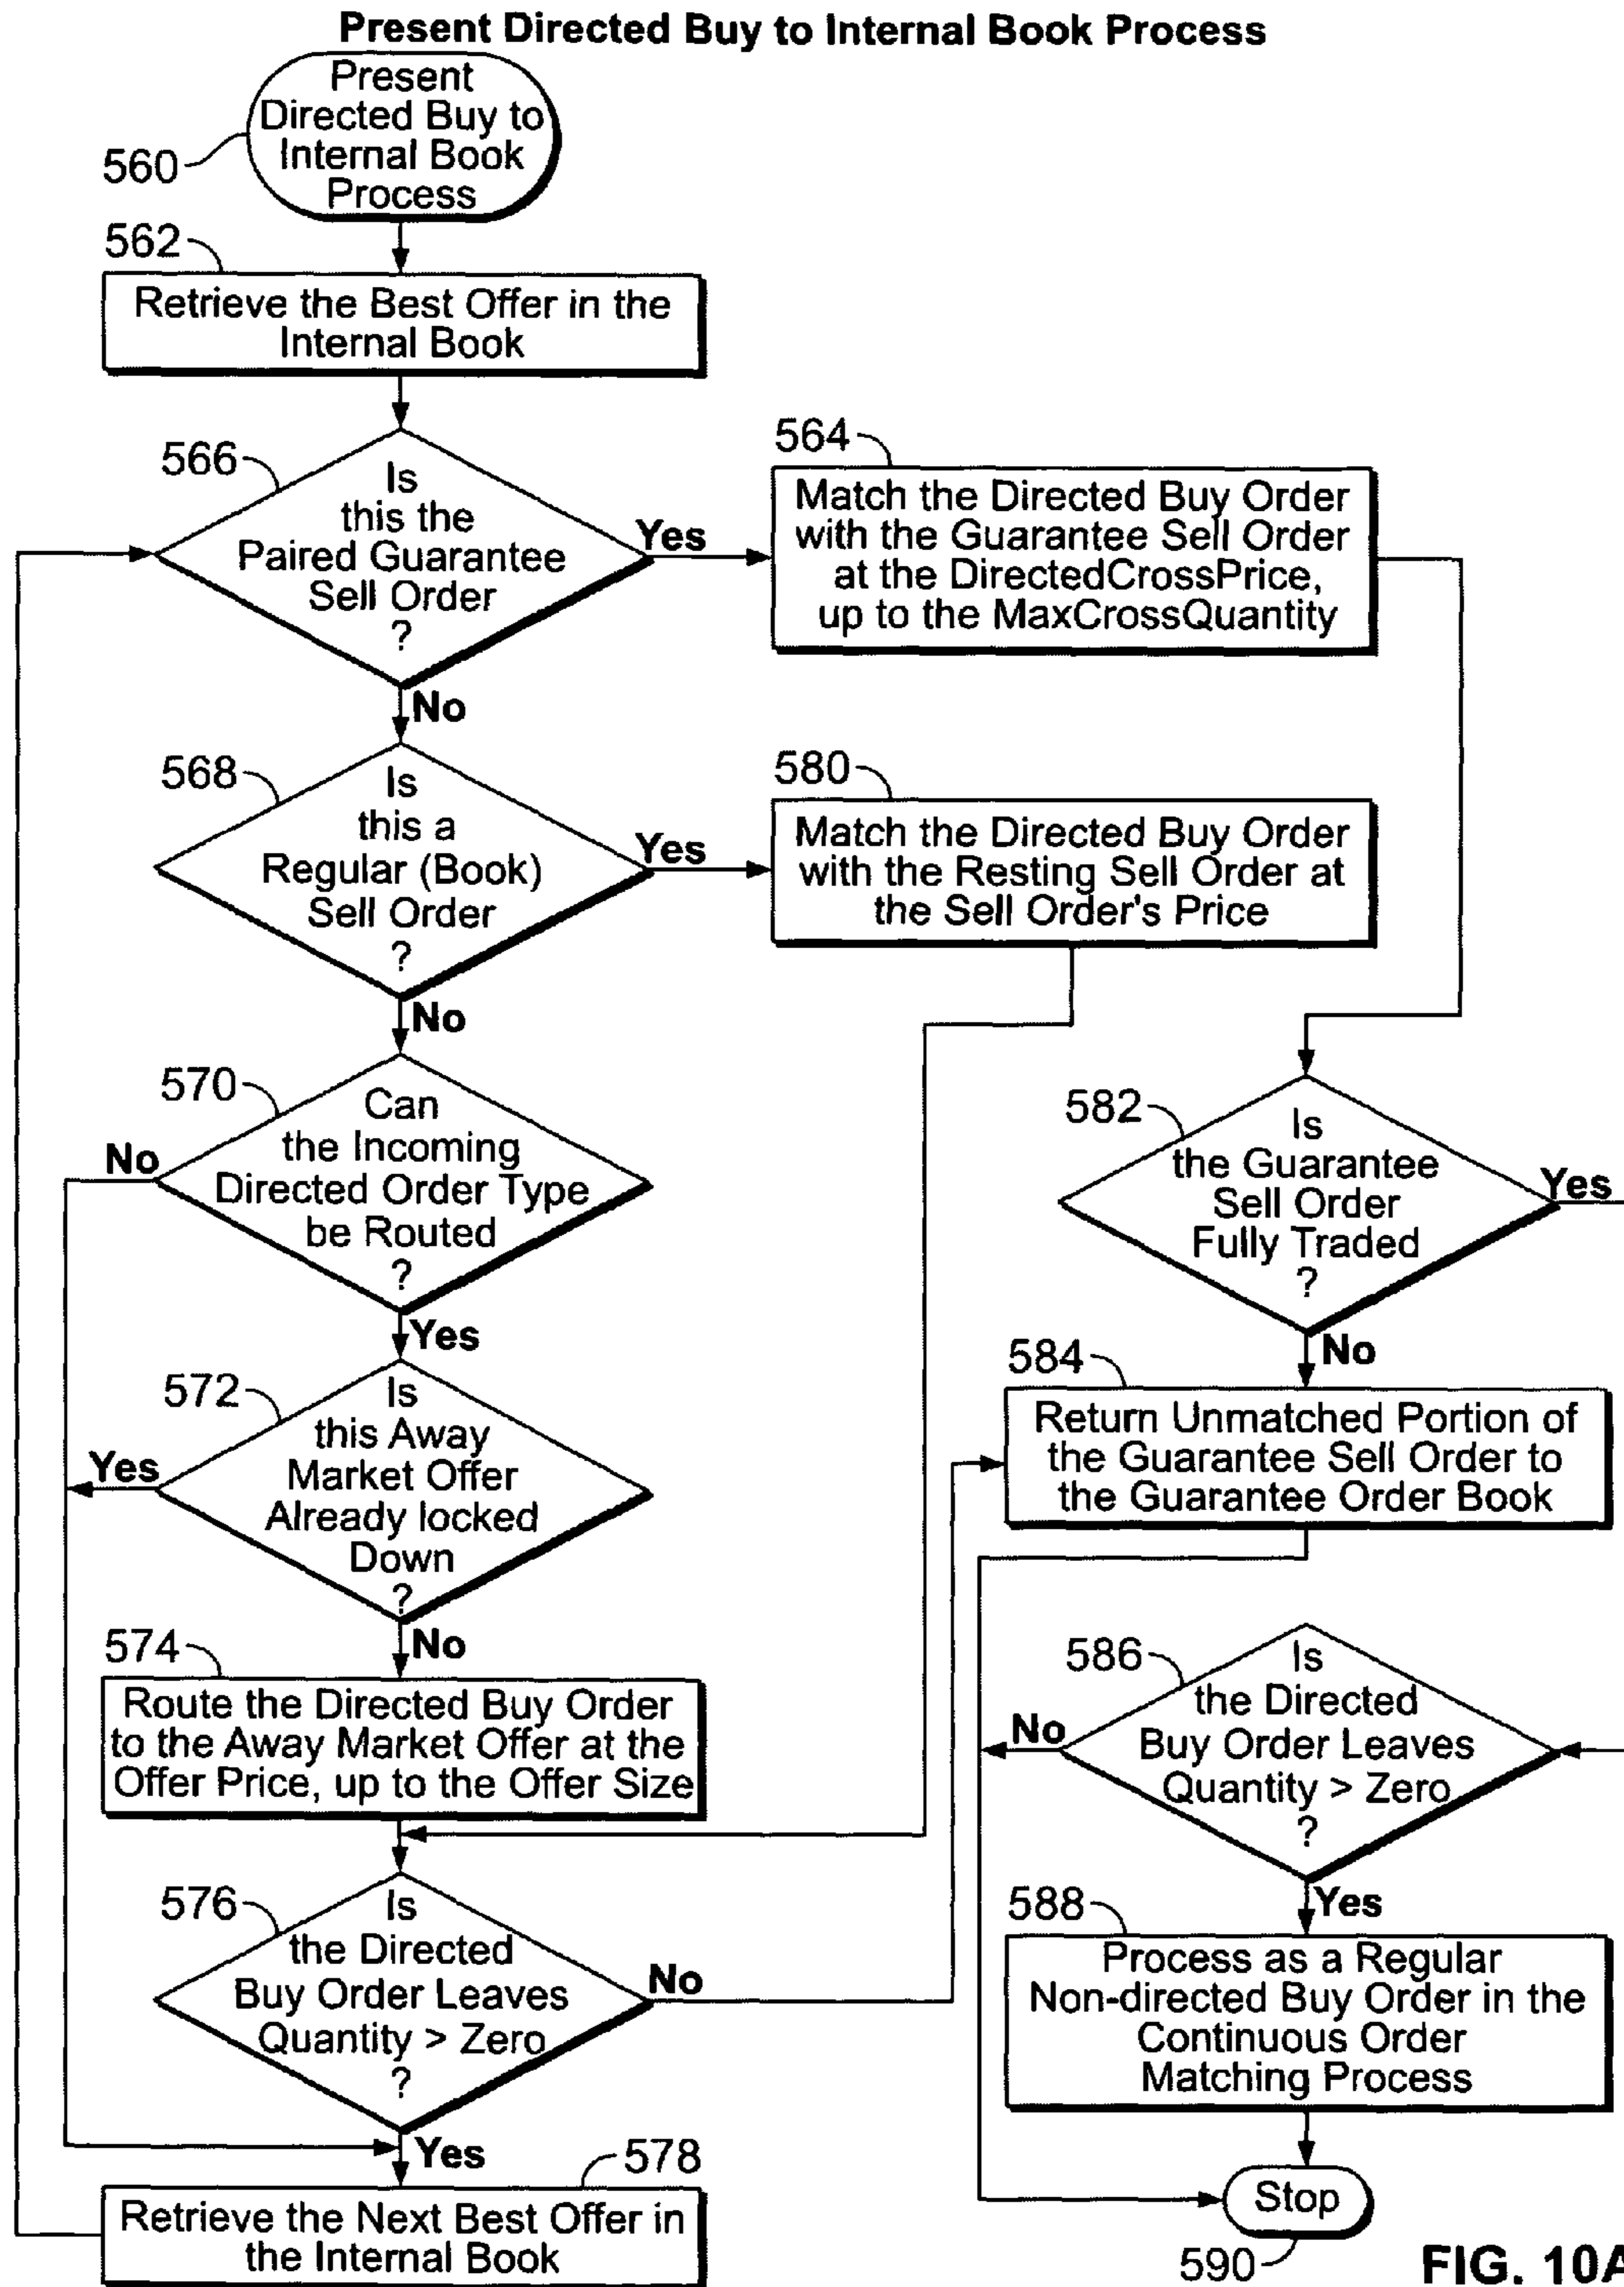 Present Directed Buy to Internal Book Process
Present
Directed Buy to
Internal Book
Process
560
562
Retrieve the Best Offer in the
Internal Book
566
Is
this the
Paired Guarantee
Sell Order
?
Yes
No
564
Match the Directed Buy Order
with the Guarantee Sell Order
at the DirectedCrossPrice,
up to the MaxCrossQuantity
568
Is
this a
Regular (Book)
Sell Order
?
Yes
No
580
Match the Directed Buy Order
with the Resting Sell Order at
the Sell Order's Price
570
Can
the Incoming
Directed Order Type
be Routed
?
No
Yes
572
Is
this Away
Market Offer
Already locked
Down
?
Yes
No
574
Route the Directed Buy Order
to the Away Market Offer at the
Offer Price, up to the Offer Size
576
Is
the Directed
Buy Order Leaves
Quantity > Zero
?
No
Yes
578
Retrieve the Next Best Offer in
the Internal Book
582
Is
the Guarantee
Sell Order
Fully Traded
?
Yes
No
584
Return Unmatched Portion of
the Guarantee Sell Order to
the Guarantee Order Book
586
Is
the Directed
Buy Order Leaves
Quantity > Zero
?
No
Yes
588
Process as a Regular
Non-directed Buy Order in the
Continuous Order
Matching Process
Stop
590
FIG. 10A